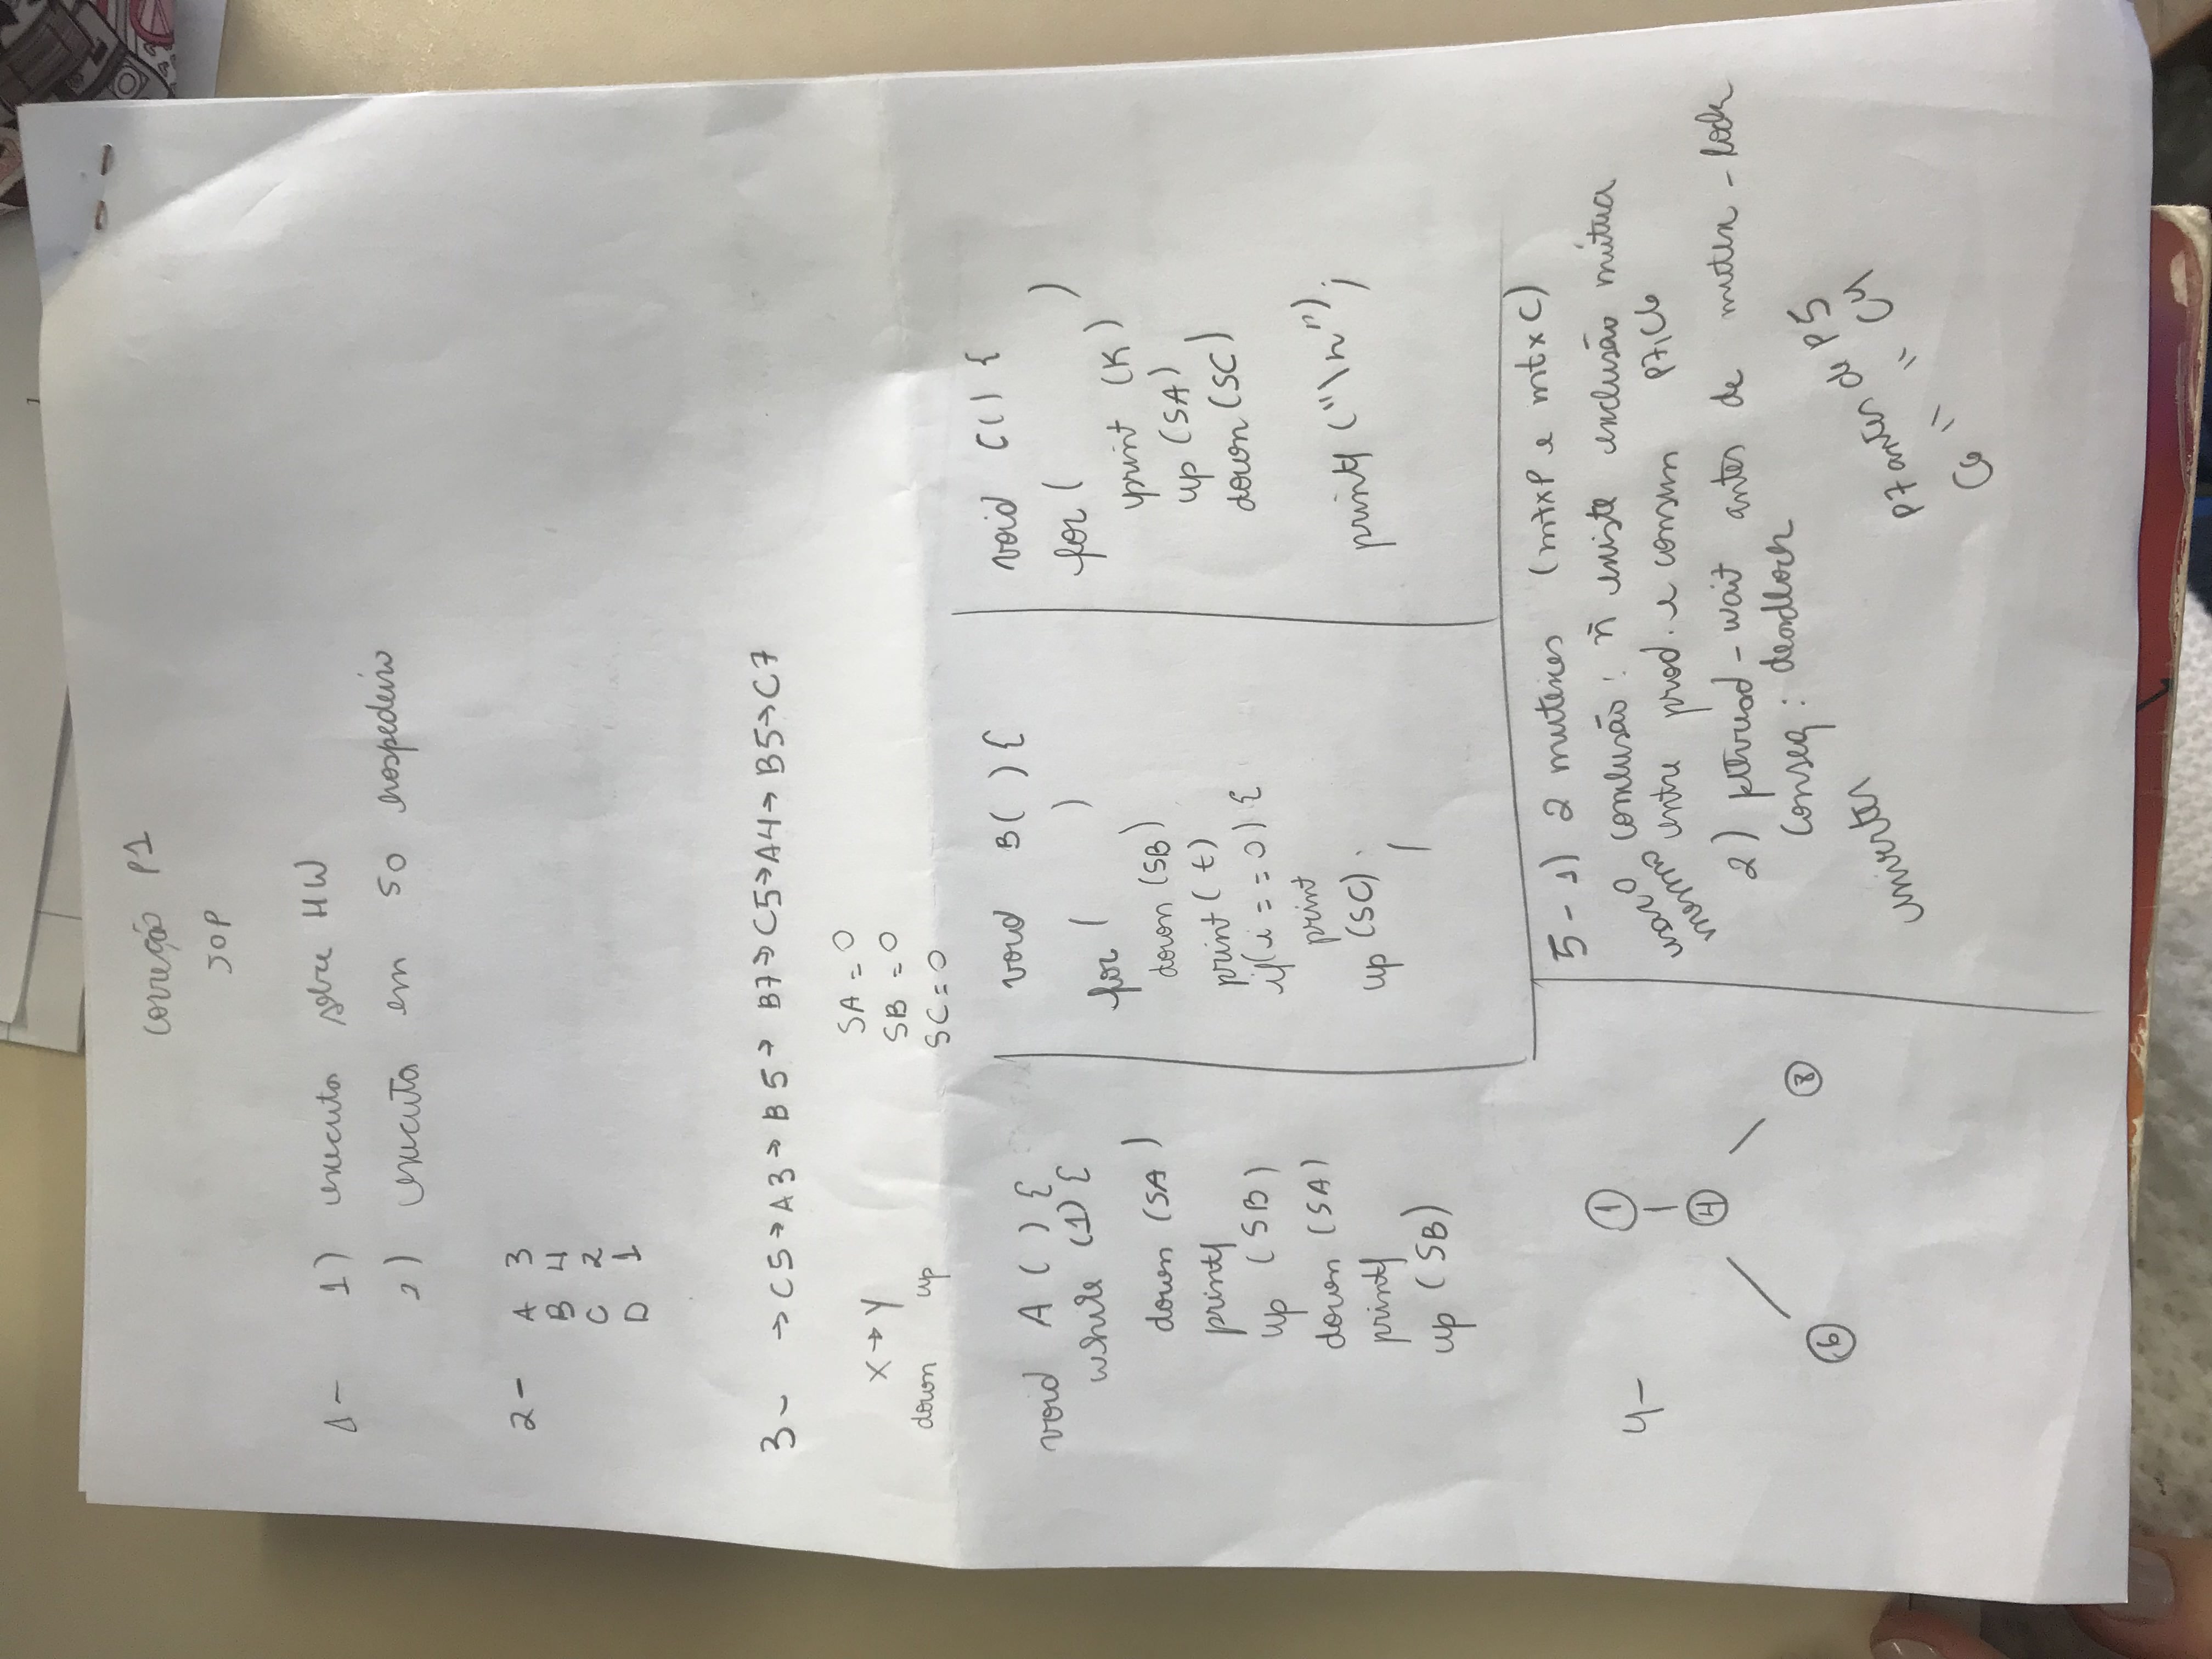 Correção P1
SOP
1- 1) executa sobre HW
2) executa em SO hospedeiro
2- A 3
B 4
C 2
D 1
3- → C5 → A3 → B5 → B7 → C5 → A4 → B5 → C7
X → Y
down up
SA = 0
SB = 0
SC = 0
void A ( ) {
while (1) {
down (SA)
printf
up (SB)
down (SA)
printf
up (SB)
void B ( ) {
for ( )
down (SB)
print (t)
if(i == 0) {
print
up (SC)
void C ( ) {
for ( )
print (K)
up (SA)
down (SC)
printf ("\n");
4-
1
4
6
8
5- 1) 2 mutexes (mtxP e mtxC)
conclusão: ñ existe exclusão mútua
entre prod. e consum P7, C6
usar o
mesmo
2) pthread-wait antes de mutex-lock
Conseq: deadlock
inverter
P7 antes de P5
C6 " " C4